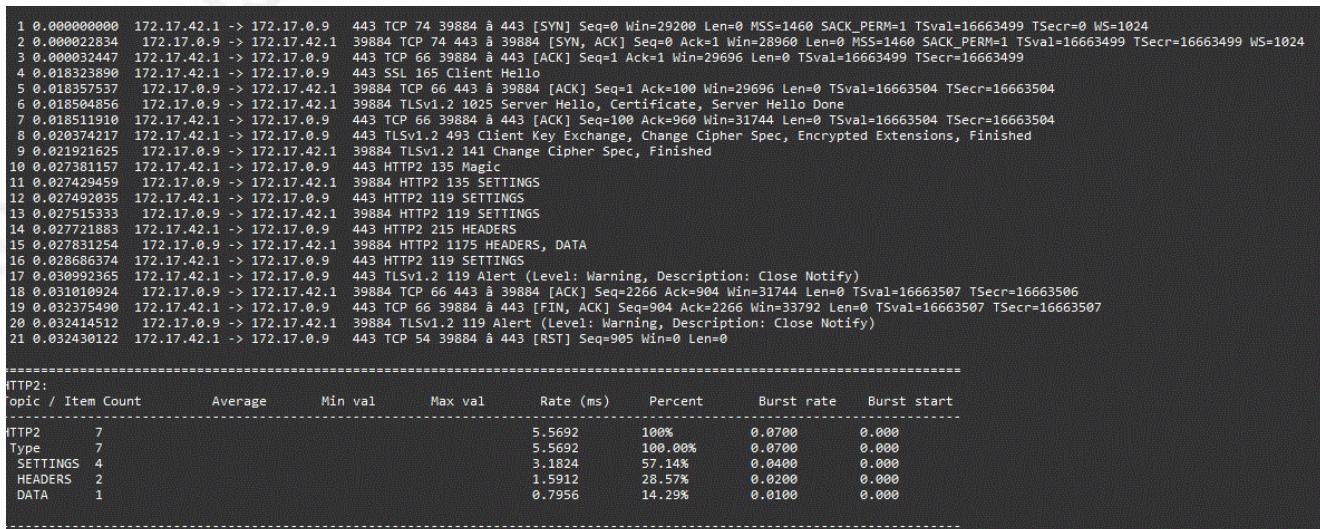 1 0.000000000 172.17.42.1 -> 172.17.0.9 443 TCP 74 39884 â 443 [SYN] Seq=0 Win=29200 Len=0 MSS=1460 SACK_PERM=1 TSval=16663499 TSecr=0 WS=1024
2 0.000022834 172.17.0.9 -> 172.17.42.1 39884 TCP 74 443 â 39884 [SYN, ACK] Seq=0 Ack=1 Win=28960 Len=0 MSS=1460 SACK_PERM=1 TSval=16663499 TSecr=16663499 WS=1024
3 0.000032447 172.17.42.1 -> 172.17.0.9 443 TCP 66 39884 â 443 [ACK] Seq=1 Ack=1 Win=29696 Len=0 TSval=16663499 TSecr=16663499
4 0.018323890 172.17.42.1 -> 172.17.0.9 443 SSL 165 Client Hello
5 0.018357537 172.17.0.9 -> 172.17.42.1 39884 TCP 66 443 â 39884 [ACK] Seq=1 Ack=100 Win=29696 Len=0 TSval=16663504 TSecr=16663504
6 0.018504856 172.17.0.9 -> 172.17.42.1 39884 TLSv1.2 1025 Server Hello, Certificate, Server Hello Done
7 0.018511910 172.17.42.1 -> 172.17.0.9 443 TCP 66 39884 â 443 [ACK] Seq=100 Ack=960 Win=31744 Len=0 TSval=16663504 TSecr=16663504
8 0.020374217 172.17.42.1 -> 172.17.0.9 443 TLSv1.2 493 Client Key Exchange, Change Cipher Spec, Encrypted Extensions, Finished
9 0.021921625 172.17.0.9 -> 172.17.42.1 39884 TLSv1.2 141 Change Cipher Spec, Finished
10 0.027381157 172.17.42.1 -> 172.17.0.9 443 HTTP2 135 Magic
11 0.027429459 172.17.0.9 -> 172.17.42.1 39884 HTTP2 135 SETTINGS
12 0.027492035 172.17.42.1 -> 172.17.0.9 443 HTTP2 119 SETTINGS
13 0.027515333 172.17.0.9 -> 172.17.42.1 39884 HTTP2 119 SETTINGS
14 0.027721883 172.17.42.1 -> 172.17.0.9 443 HTTP2 215 HEADERS
15 0.027831254 172.17.0.9 -> 172.17.42.1 39884 HTTP2 1175 HEADERS, DATA
16 0.028686374 172.17.42.1 -> 172.17.0.9 443 HTTP2 119 SETTINGS
17 0.030992365 172.17.42.1 -> 172.17.0.9 443 TLSv1.2 119 Alert (Level: Warning, Description: Close Notify)
18 0.031010924 172.17.0.9 -> 172.17.42.1 39884 TCP 66 443 â 39884 [ACK] Seq=2266 Ack=904 Win=31744 Len=0 TSval=16663507 TSecr=16663506
19 0.032375490 172.17.42.1 -> 172.17.0.9 443 TCP 66 39884 â 443 [FIN, ACK] Seq=904 Ack=2266 Win=33792 Len=0 TSval=16663507 TSecr=16663507
20 0.032414512 172.17.0.9 -> 172.17.42.1 39884 TLSv1.2 119 Alert (Level: Warning, Description: Close Notify)
21 0.032430122 172.17.42.1 -> 172.17.0.9 443 TCP 54 39884 â 443 [RST] Seq=905 Win=0 Len=0
HTTP2:
Topic / Item Count Average Min val Max val Rate (ms) Percent Burst rate Burst start
HTTP2 7 5.5692 100% 0.0700 0.000
Type 7 5.5692 100.00% 0.0700 0.000
SETTINGS 4 3.1824 57.14% 0.0400 0.000
HEADERS 2 1.5912 28.57% 0.0200 0.000
DATA 1 0.7956 14.29% 0.0100 0.000